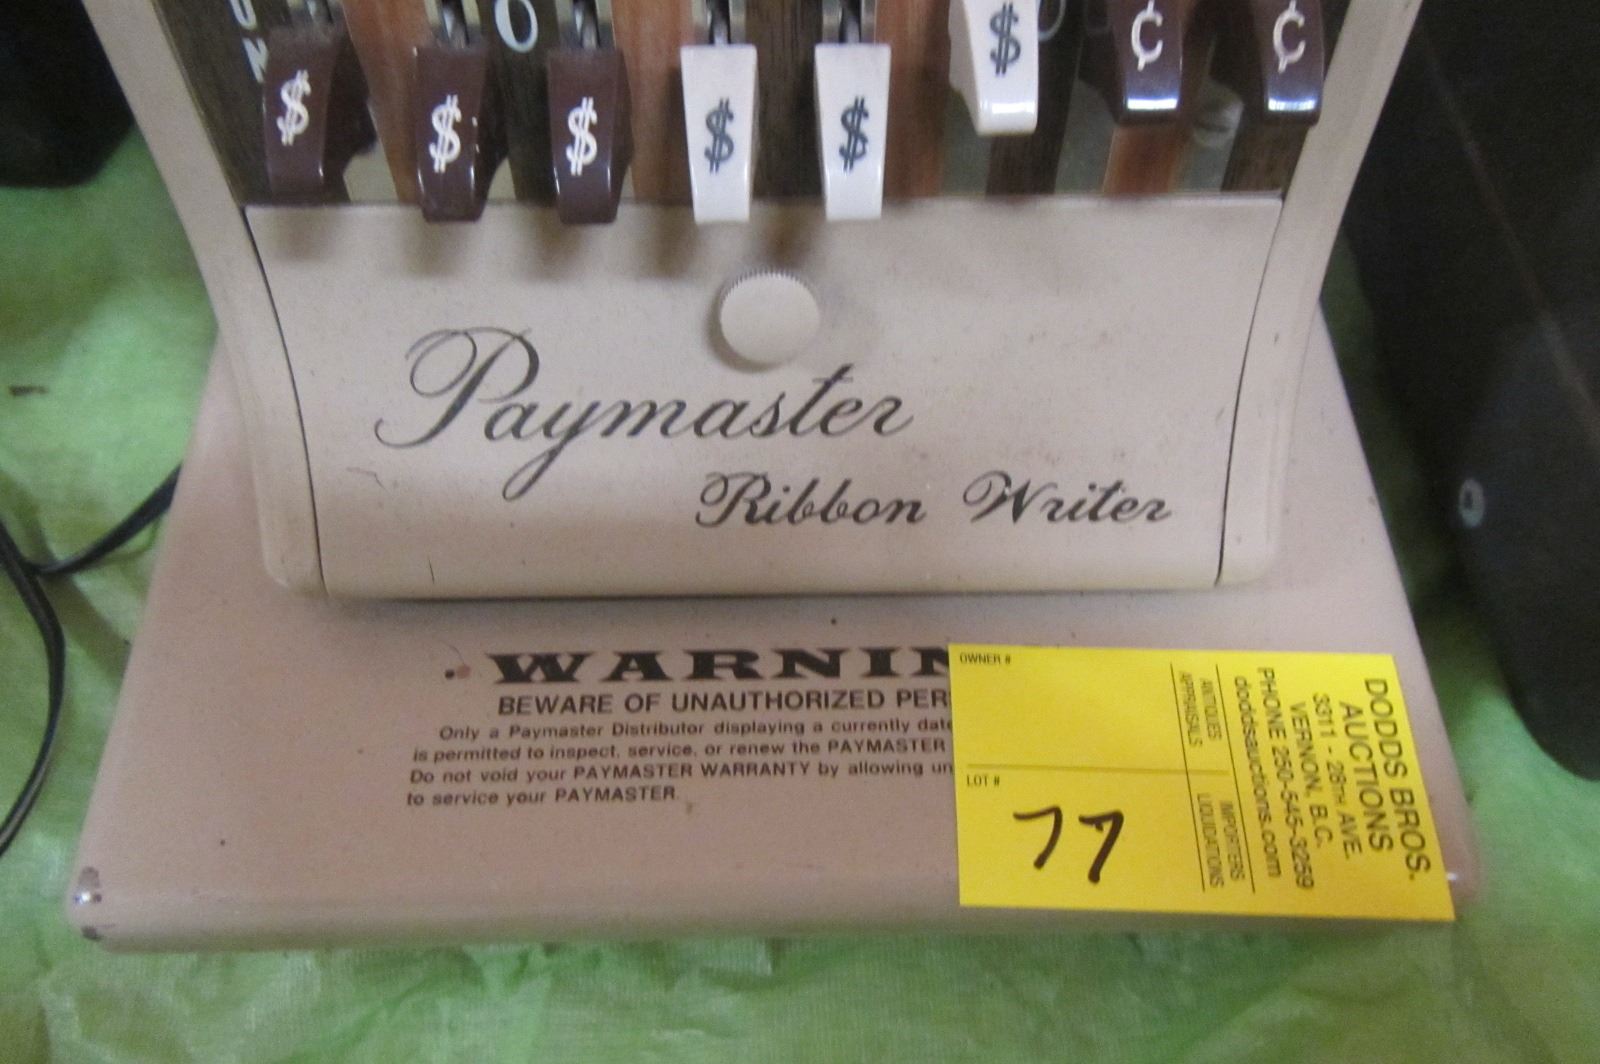 $ $ $ $ $ $ ¢ ¢
Paymaster
Ribbon Writer
WARNIN
BEWARE OF UNAUTHORIZED PER
Only a Paymaster Distributor displaying a currently date
is permitted to inspect, service, or renew the PAYMASTER
Do not void your PAYMASTER WARRANTY by allowing un
to service your PAYMASTER.
OWNER #
LOT #
77
DODDS BROS.
AUCTIONS
3311 - 28TH AVE.
VERNON, B.C.
PHONE 250-545-3259
doddsauctions.com
ANTIQUES IMPORTERS
APPRAISALS LIQUIDATIONS